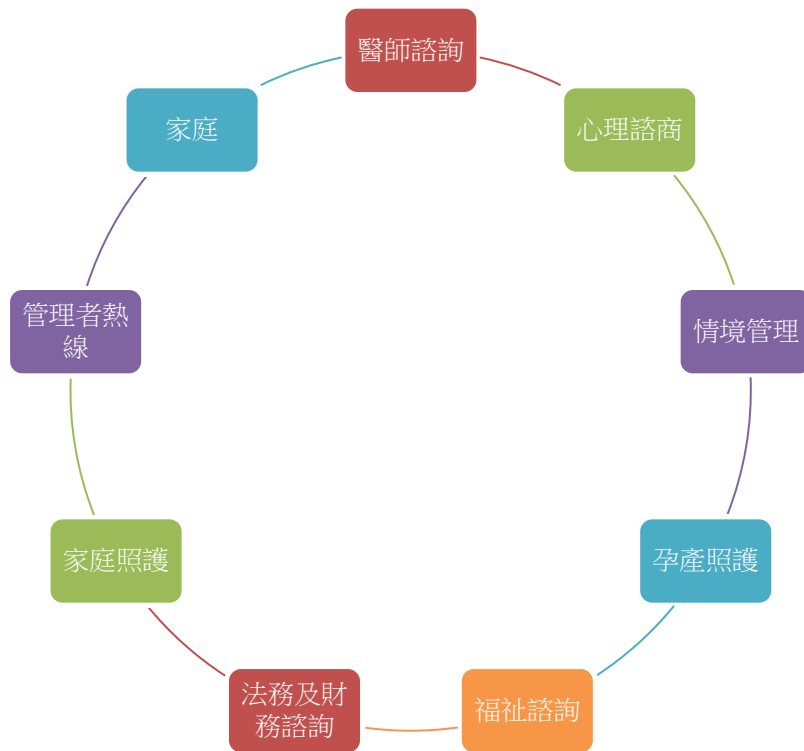 醫師諮詢
心理諮商
情境管理
孕產照護
福祉諮詢
法務及財
務諮詢
家庭照護
管理者熱
線
家庭